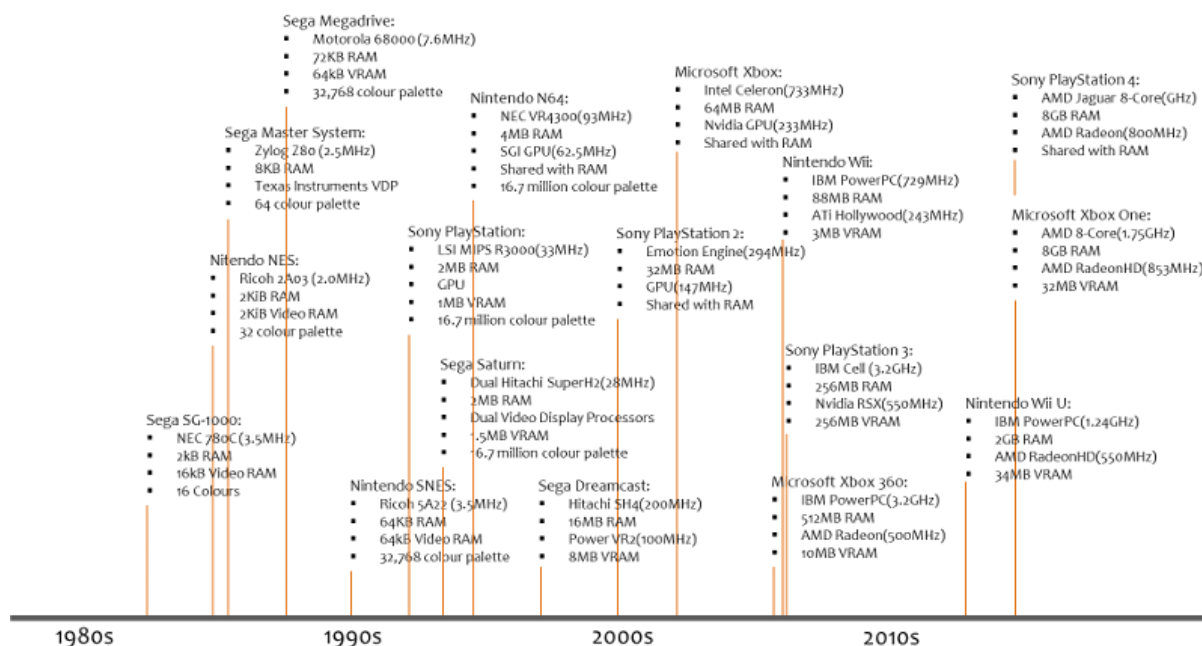 Sega Megadrive:
▪ Motorola 68000 (7.6MHz)
▪ 72KB RAM
▪ 64kB VRAM
▪ 32,768 colour palette
Nintendo N64:
▪ NEC VR4300(93MHz)
▪ 4MB RAM
▪ SGI GPU(62.5MHz)
▪ Shared with RAM
▪ 16.7 million colour palette
Microsoft Xbox:
▪ Intel Celeron(733MHz)
▪ 64MB RAM
▪ Nvidia GPU(233MHz)
▪ Shared with RAM
Sony PlayStation 4:
▪ AMD Jaguar 8-Core(GHz)
▪ 8GB RAM
▪ AMD Radeon(800MHz)
▪ Shared with RAM
Sega Master System:
▪ Zylog Z80 (2.5MHz)
▪ 8KB RAM
▪ Texas Instruments VDP
▪ 64 colour palette
Nintendo Wii:
▪ IBM PowerPC(729MHz)
▪ 88MB RAM
▪ ATi Hollywood(243MHz)
▪ 3MB VRAM
Microsoft Xbox One:
▪ AMD 8-Core(1.75GHz)
▪ 8GB RAM
▪ AMD RadeonHD(853MHz)
▪ 32MB VRAM
Nitendo NES:
▪ Ricoh 2A03 (2.0MHz)
▪ 2KiB RAM
▪ 2KiB Video RAM
▪ 32 colour palette
Sony PlayStation:
▪ LSI MIPS R3000(33MHz)
▪ 2MB RAM
▪ GPU
▪ 1MB VRAM
▪ 16.7 million colour palette
Sony PlayStation 2:
▪ Emotion Engine(294MHz)
▪ 32MB RAM
▪ GPU(147MHz)
▪ Shared with RAM
Sega Saturn:
▪ Dual Hitachi SuperH2(28MHz)
▪ 2MB RAM
▪ Dual Video Display Processors
▪ 1.5MB VRAM
▪ 16.7 million colour palette
Sony PlayStation 3:
▪ IBM Cell (3.2GHz)
▪ 256MB RAM
▪ Nvidia RSX(550MHz)
▪ 256MB VRAM
Nintendo Wii U:
▪ IBM PowerPC(1.24GHz)
▪ 2GB RAM
▪ AMD RadeonHD(550MHz)
▪ 34MB VRAM
Sega SG-1000:
▪ NEC 780C(3.5MHz)
▪ 2kB RAM
▪ 16kB Video RAM
▪ 16 Colours
Nintendo SNES:
▪ Ricoh 5A22 (3.5MHz)
▪ 64KB RAM
▪ 64kB Video RAM
▪ 32,768 colour palette
Sega Dreamcast:
▪ Hitachi SH4(200MHz)
▪ 16MB RAM
▪ Power VR2(100MHz)
▪ 8MB VRAM
Microsoft Xbox 360:
▪ IBM PowerPC(3.2GHz)
▪ 512MB RAM
▪ AMD Radeon(500MHz)
▪ 10MB VRAM
1980s
1990s
2000s
2010s